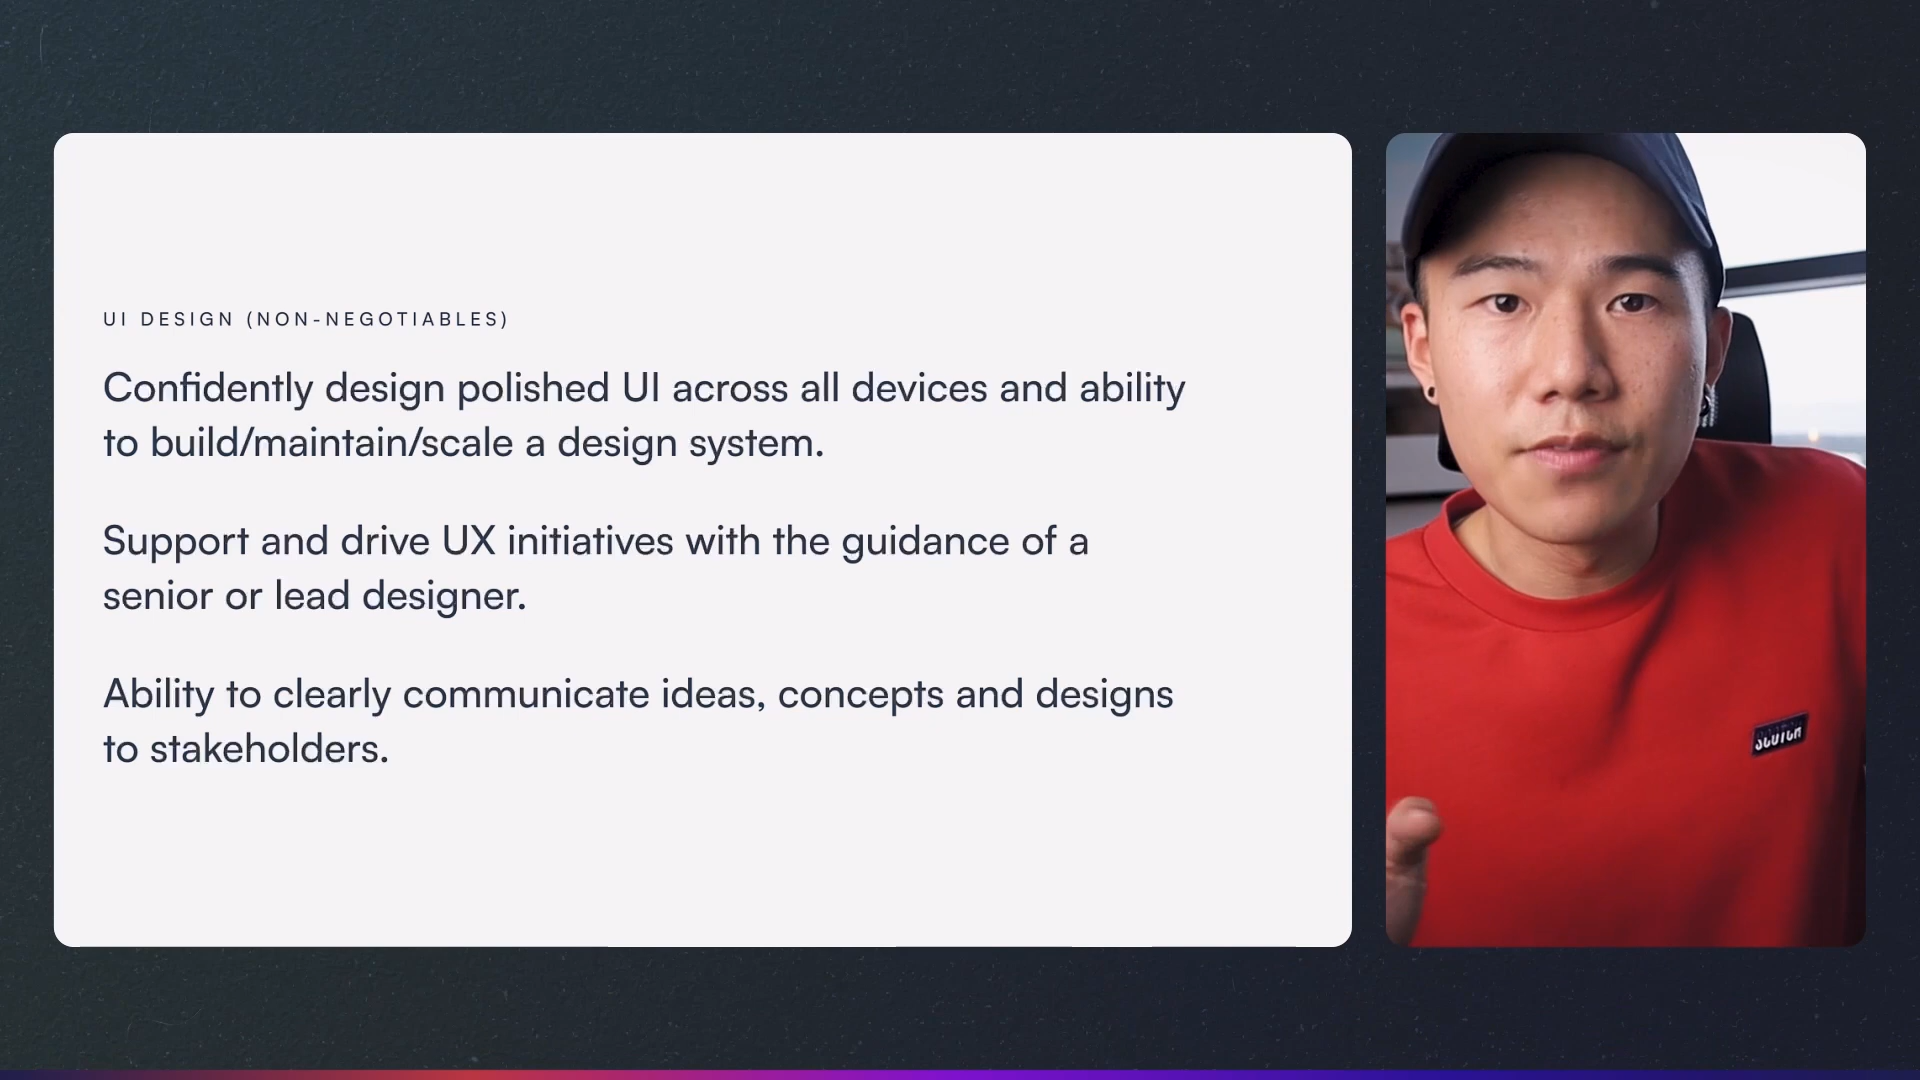 UI DESIGN (NON-NEGOTIABLES)
Confidently design polished UI across all devices and ability
to build/maintain/scale a design system.
Support and drive UX initiatives with the guidance of a
senior or lead designer.
Ability to clearly communicate ideas, concepts and designs
to stakeholders.